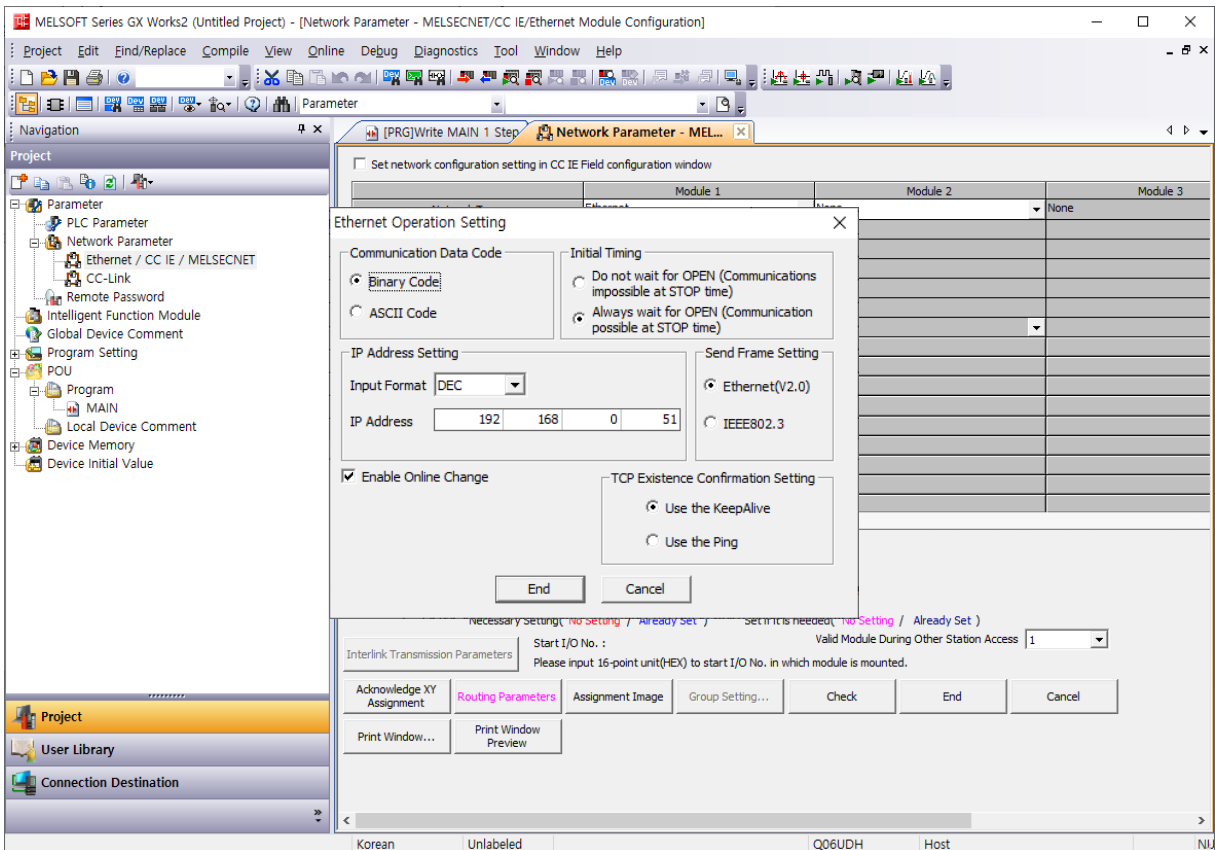 MELSOFT Series GX Works2 (Untitled Project) - [Network Parameter - MELSECNET/CC IE/Ethernet Module Configuration]
Project Edit Find/Replace Compile View Online Debug Diagnostics Tool Window Help
Parameter
Navigation
[PRG]Write MAIN 1 Step
Network Parameter - MEL...
Project
Parameter
PLC Parameter
Network Parameter
Ethernet / CC IE / MELSECNET
CC-Link
Remote Password
Intelligent Function Module
Global Device Comment
Program Setting
POU
Program
MAIN
Local Device Comment
Device Memory
Device Initial Value
Project
User Library
Connection Destination
Set network configuration setting in CC IE Field configuration window
Module 1 Module 2 Module 3
Ethernet None None
Ethernet Operation Setting
Communication Data Code
Binary Code
ASCII Code
Initial Timing
Do not wait for OPEN (Communications
impossible at STOP time)
Always wait for OPEN (Communication
possible at STOP time)
IP Address Setting
Input Format DEC
IP Address 192 168 0 51
Send Frame Setting
Ethernet(V2.0)
IEEE802.3
Enable Online Change
TCP Existence Confirmation Setting
Use the KeepAlive
Use the Ping
End Cancel
Necessary Setting( No Setting / Already Set ) Set if it is needed( No Setting / Already Set )
Interlink Transmission Parameters
Start I/O No. :
Valid Module During Other Station Access 1
Please input 16-point unit(HEX) to start I/O No. in which module is mounted.
Acknowledge XY
Assignment
Routing Parameters
Assignment Image
Group Setting...
Check
End
Cancel
Print Window...
Print Window
Preview
Korean Unlabeled Q06UDH Host